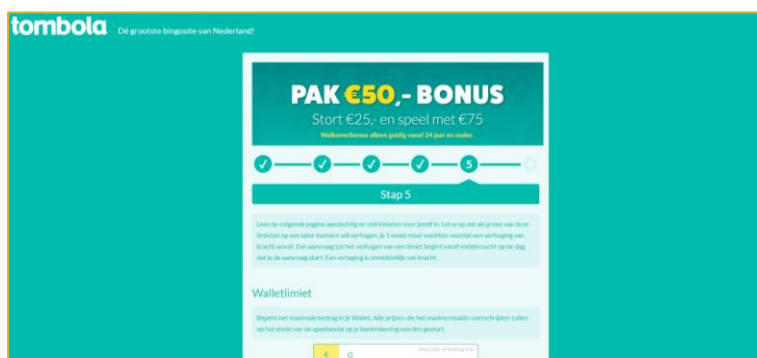 tombola Dé grootste bingosite van Nederland!
PAK €50,- BONUS
Stort €25,- en speel met €75
Welkomstbonus alleen geldig vanaf 24 jaar en ouder.
5
Stap 5
Lees de volgende pagina aandachtig en stel limieten voor jezelf in. Let erop dat als je een van deze
limieten op een later moment wil verhogen, je 1 week moet wachten voordat een verhoging van
kracht wordt. Een aanvraag tot het verhogen van een limiet begint vanaf middernacht op de dag
dat je de aanvraag start. Een verlaging is onmiddellijk van kracht.
Walletlimiet
Beperk het maximale bedrag in je Wallet. Alle prijzen die het maximumsaldo overschrijden zullen
op het einde van de speelsessie op je bankrekening worden gestort.
€ 0 Voeg hier je bedrag toe